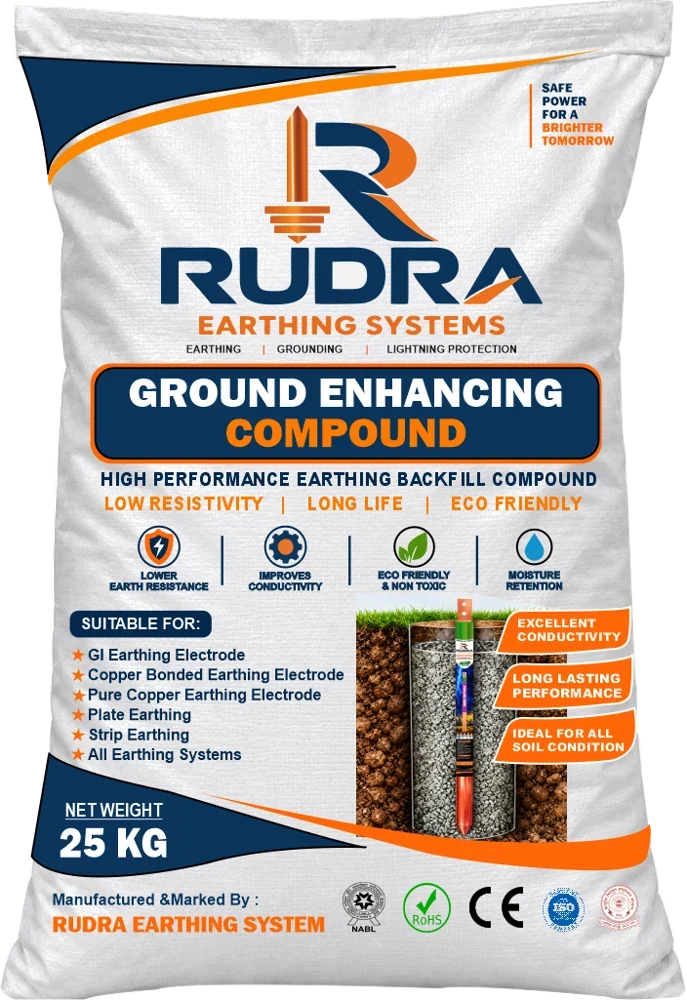 SAFE
POWER
FOR A
BRIGHTER
TOMORROW
RUDRA
EARTHING SYSTEMS
EARTHING | GROUNDING | LIGHTNING PROTECTION
GROUND ENHANCING
COMPOUND
HIGH PERFORMANCE EARTHING BACKFILL COMPOUND
LOW RESISTIVITY | LONG LIFE | ECO FRIENDLY
LOWER
EARTH RESISTANCE
IMPROVES
CONDUCTIVITY
ECO FRIENDLY
& NON TOXIC
MOISTURE
RETENTION
SUITABLE FOR:
GI Earthing Electrode
Copper Bonded Earthing Electrode
Pure Copper Earthing Electrode
Plate Earthing
Strip Earthing
All Earthing Systems
RUDRA
EXCELLENT
CONDUCTIVITY
LONG LASTING
PERFORMANCE
IDEAL FOR ALL
SOIL CONDITION
NET WEIGHT
25 KG
Manufactured &Marked By :
RUDRA EARTHING SYSTEM
NABL
RoHS
CE
ISO